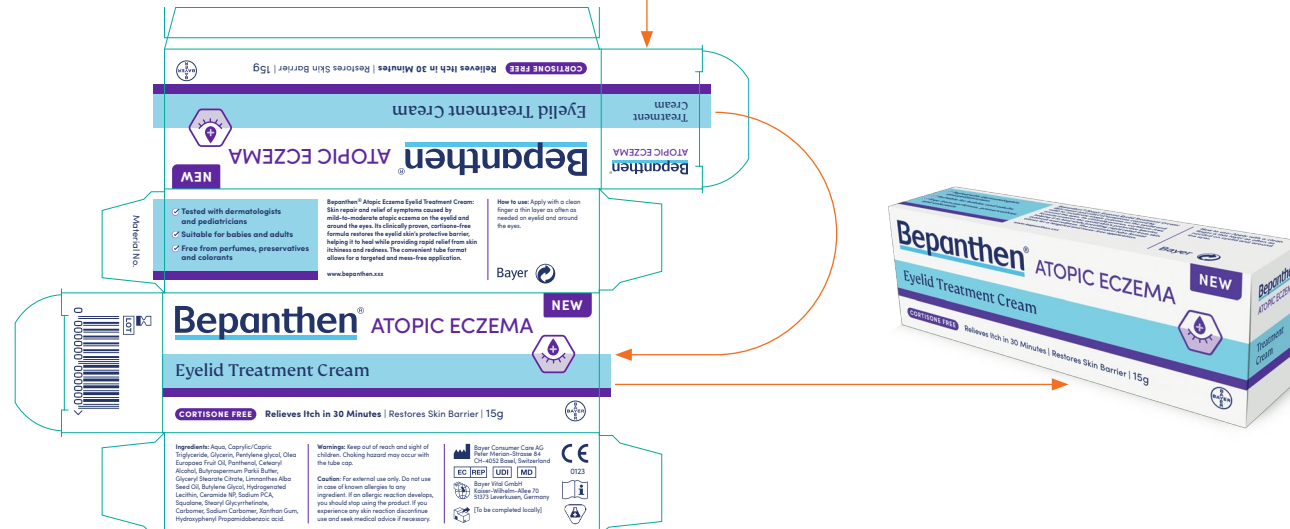 CORTISONE FREE Relieves Itch in 30 Minutes | Restores Skin Barrier | 15g
BAYER
Eyelid Treatment Cream
Bepanthen® ATOPIC ECZEMA
NEW
Treatment
Cream
Bepanthen®
ATOPIC ECZEMA
Material No.
Tested with dermatologists
and pediatricians
Suitable for babies and adults
Free from perfumes, preservatives
and colorants
Bepanthen® Atopic Eczema Eyelid Treatment Cream:
Skin repair and relief of symptoms caused by
mild-to-moderate atopic eczema on the eyelid and
around the eyes. Its clinically proven, cortisone-free
formula restores the eyelid skin's protective barrier,
helping it to heal while providing rapid relief from skin
itchiness and redness. The convenient tube format
allows for a targeted and mess-free application.
www.bepanthen.xxx
How to use: Apply with a clean
finger a thin layer as often as
needed on eyelid and around
the eyes.
Bayer
0 000000 000000 >
LOT
NEW
Bepanthen® ATOPIC ECZEMA
Eyelid Treatment Cream
CORTISONE FREE Relieves Itch in 30 Minutes | Restores Skin Barrier | 15g
BAYER
Ingredients: Aqua, Caprylic/Capric
Triglyceride, Glycerin, Pentylene glycol, Olea
Europaea Fruit Oil, Panthenol, Cetearyl
Alcohol, Butyrospermum Parkii Butter,
Glyceryl Stearate Citrate, Limnanthes Alba
Seed Oil, Butylene Glycol, Hydrogenated
Lecithin, Ceramide NP, Sodium PCA,
Squalane, Stearyl Glycyrrhetinate,
Carbomer, Sodium Carbomer, Xanthan Gum,
Hydroxyphenyl Propamidobenzoic acid.
Warnings: Keep out of reach and sight of
children. Choking hazard may occur with
the tube cap.
Caution: For external use only. Do not use
in case of known allergies to any
ingredient. If an allergic reaction develops,
you should stop using the product. If you
experience any skin reaction discontinue
use and seek medical advice if necessary.
Bayer Consumer Care AG
Peter Merian-Strasse 84
CH-4052 Basel, Switzerland
EC REP UDI MD
Bayer Vital GmbH
Kaiser-Wilhelm-Allee 70
51373 Leverkusen, Germany
[To be completed locally]
CE
0123
Bayer
Bepanthen® ATOPIC ECZEMA
NEW
Eyelid Treatment Cream
CORTISONE FREE Relieves Itch in 30 Minutes | Restores Skin Barrier | 15g
BAYER
Treatment
Cream